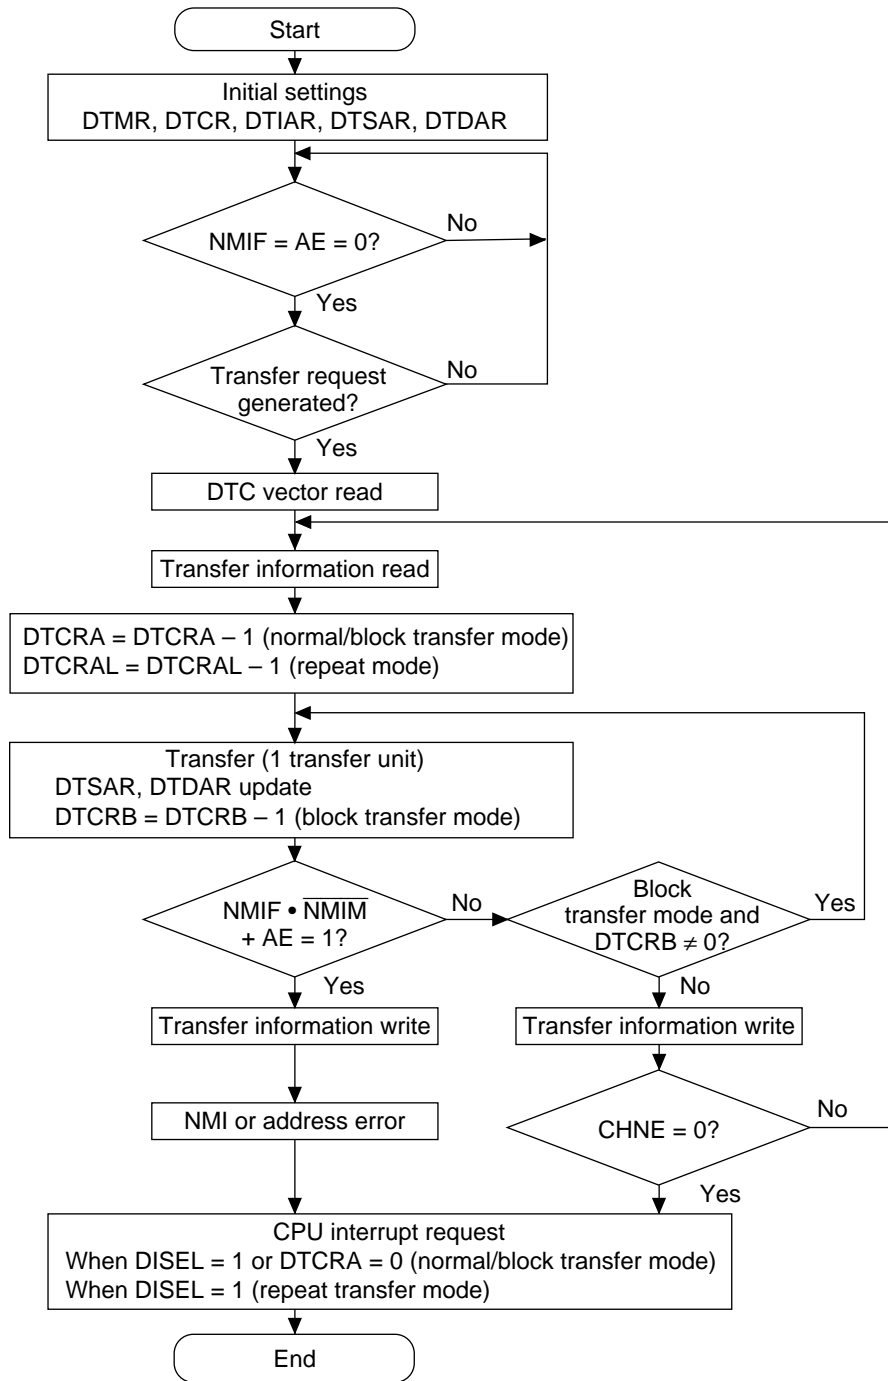 Start
Initial settings
DTMR, DTCR, DTIAR, DTSAR, DTDAR
NMIF = AE = 0?
No
Yes
Transfer request
generated?
No
Yes
DTC vector read
Transfer information read
DTCRA = DTCRA – 1 (normal/block transfer mode)
DTCRAL = DTCRAL – 1 (repeat mode)
Transfer (1 transfer unit)
DTSAR, DTDAR update
DTCRB = DTCRB – 1 (block transfer mode)
NMIF • N̅M̅I̅M̅
+ AE = 1?
No
Yes
Block
transfer mode and
DTCRB ≠ 0?
Yes
No
Transfer information write
Transfer information write
NMI or address error
CHNE = 0?
No
Yes
CPU interrupt request
When DISEL = 1 or DTCRA = 0 (normal/block transfer mode)
When DISEL = 1 (repeat transfer mode)
End